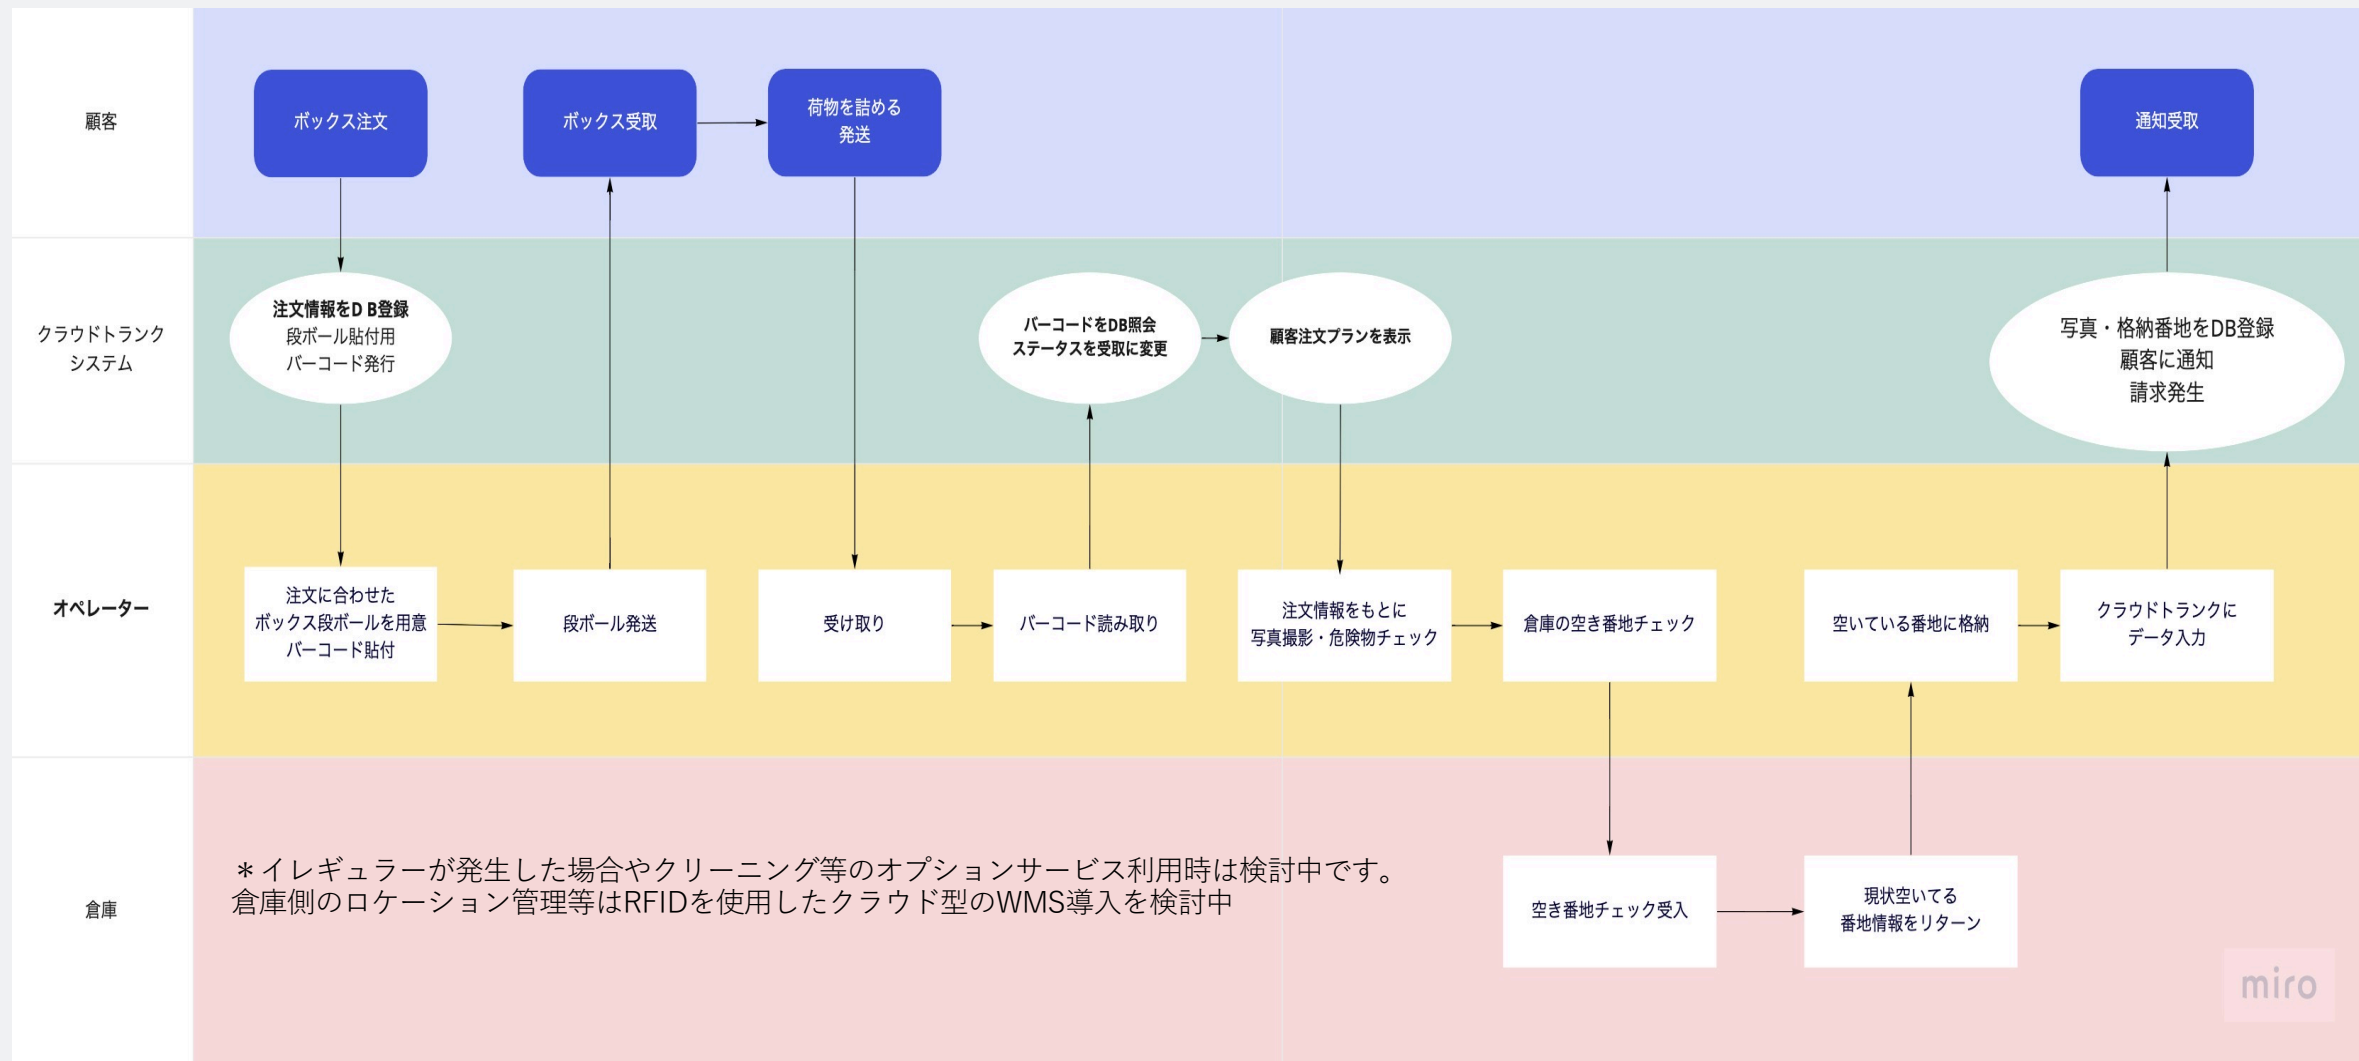 顧客
ボックス注文
ボックス受取
荷物を詰める
発送
通知受取
クラウドトランク
システム
注文情報をD B登録
段ボール貼付用
バーコード発行
バーコードをDB照会
ステータスを受取に変更
顧客注文プランを表示
写真・格納番地をDB登録
顧客に通知
請求発生
オペレーター
注文に合わせた
ボックス段ボールを用意
バーコード貼付
段ボール発送
受け取り
バーコード読み取り
注文情報をもとに
写真撮影・危険物チェック
倉庫の空き番地チェック
空いている番地に格納
クラウドトランクに
データ入力
倉庫
＊イレギュラーが発生した場合やクリーニング等のオプションサービス利用時は検討中です。
倉庫側のロケーション管理等はRFIDを使用したクラウド型のWMS導入を検討中
空き番地チェック受入
現状空いてる
番地情報をリターン
miro